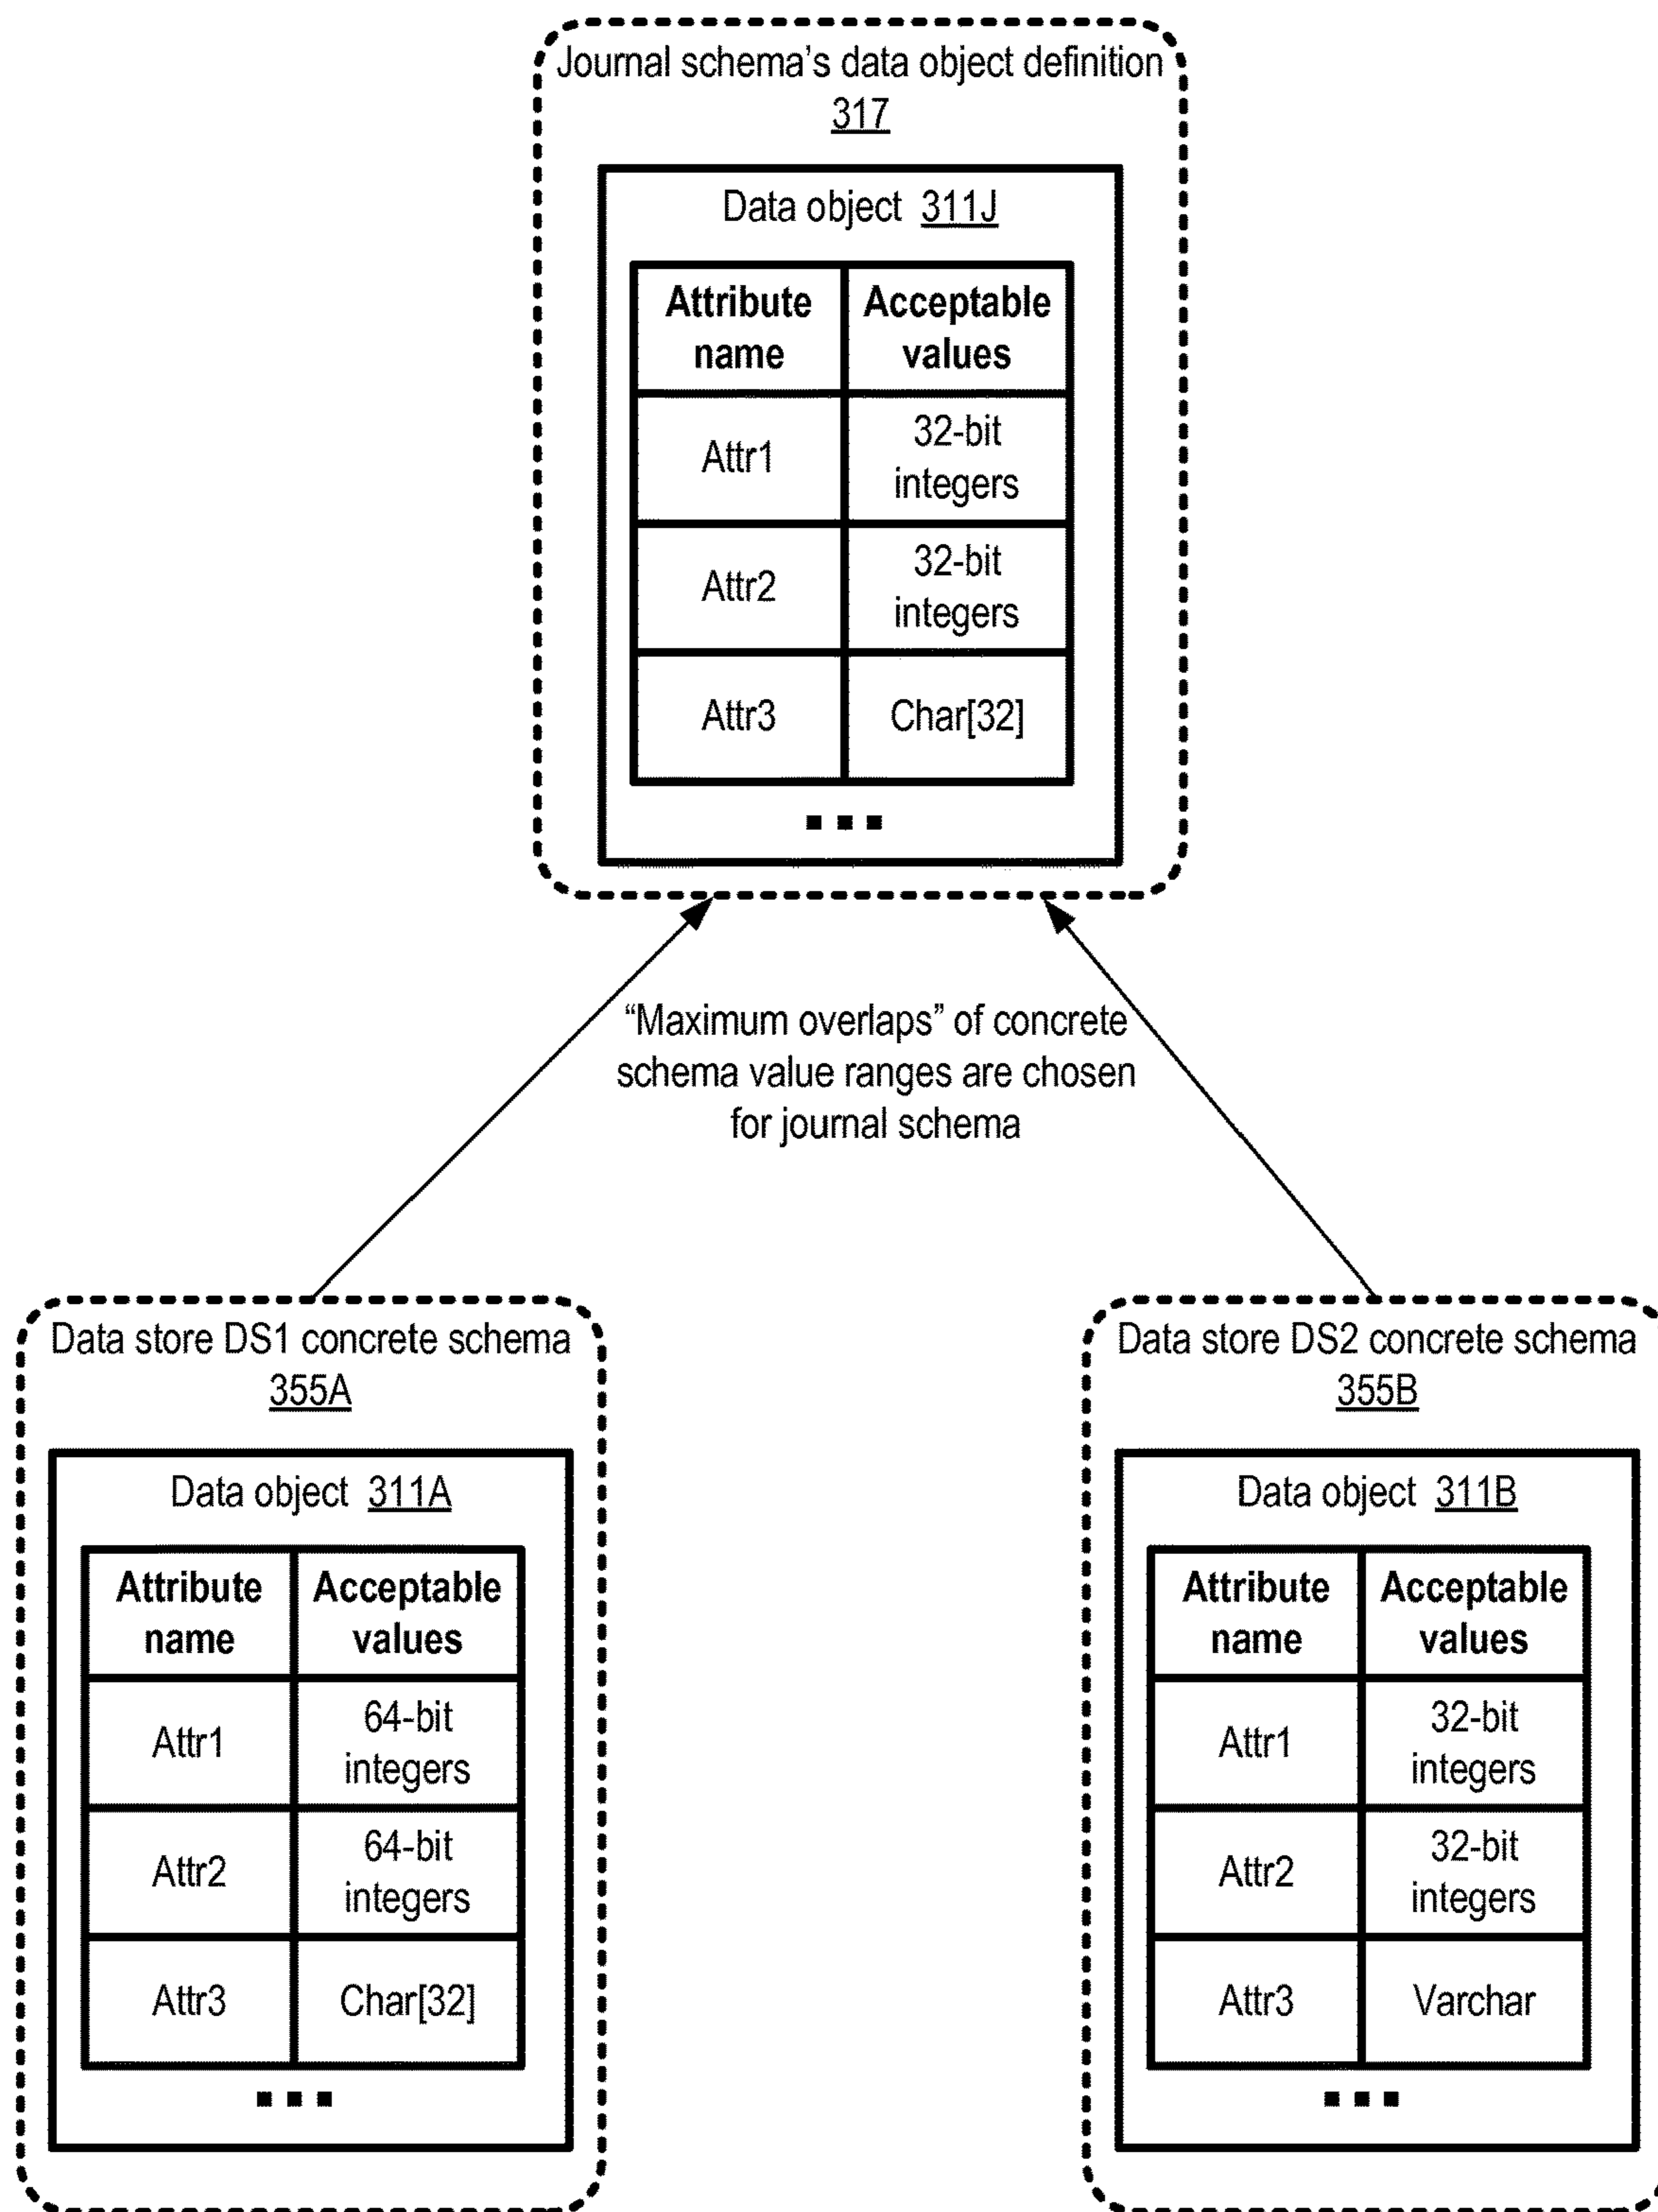 Journal schema's data object definition
317
Data object 311J
Attribute name
Acceptable values
Attr1
32-bit integers
Attr2
32-bit integers
Attr3
Char[32]
...
“Maximum overlaps” of concrete
schema value ranges are chosen
for journal schema
Data store DS1 concrete schema
355A
Data object 311A
Attribute name
Acceptable values
Attr1
64-bit integers
Attr2
64-bit integers
Attr3
Char[32]
...
Data store DS2 concrete schema
355B
Data object 311B
Attribute name
Acceptable values
Attr1
32-bit integers
Attr2
32-bit integers
Attr3
Varchar
...